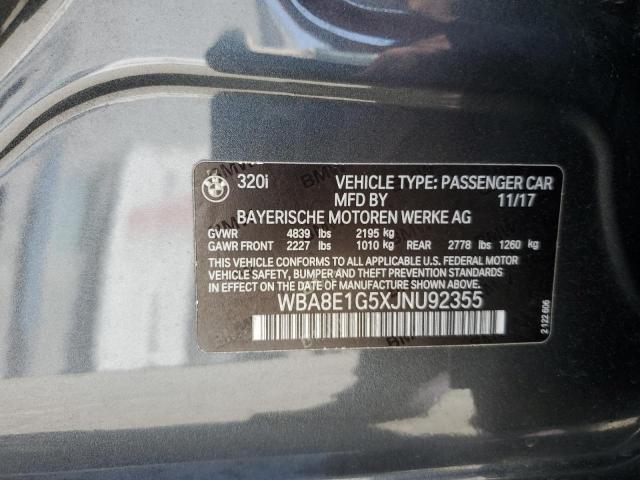 320i VEHICLE TYPE: PASSENGER CAR
MFD BY 11/17
BAYERISCHE MOTOREN WERKE AG
GVWR 4839 lbs 2195 kg
GAWR FRONT 2227 lbs 1010 kg REAR 2778 lbs 1260 kg
THIS VEHICLE CONFORMS TO ALL APPLICABLE U.S. FEDERAL MOTOR
VEHICLE SAFETY, BUMPER AND THEFT PREVENTION STANDARDS
IN EFFECT ON THE DATE OF MANUFACTURE SHOWN ABOVE.
WBA8E1G5XJNU92355
2 122 606